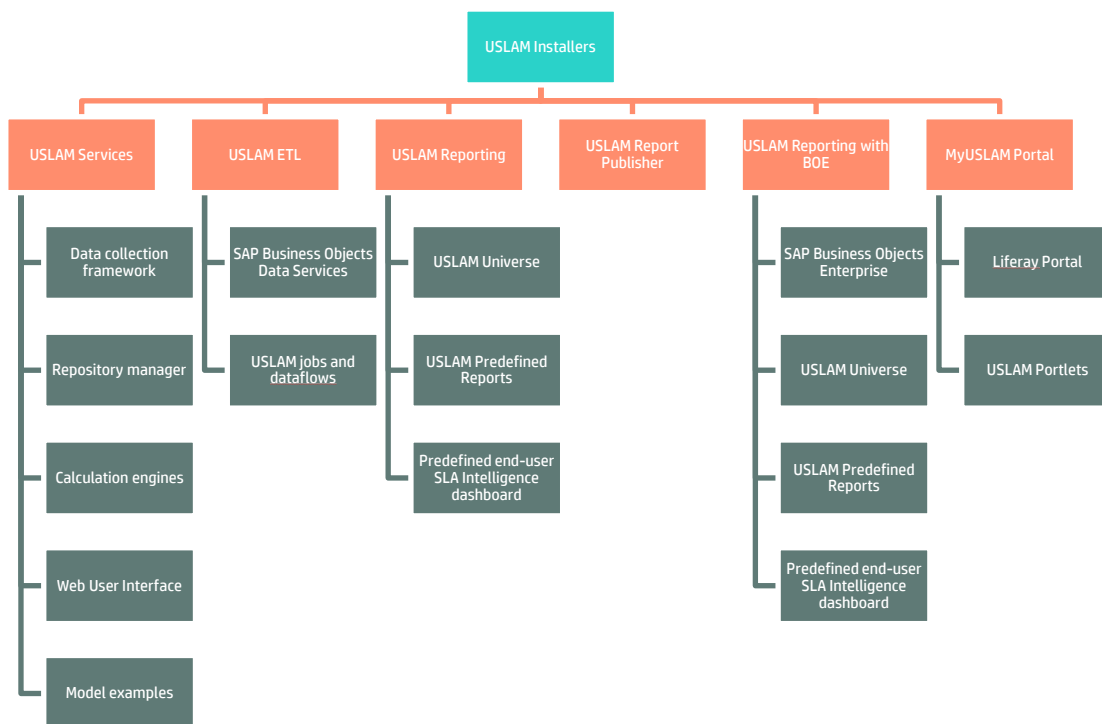 USLAM Installers
USLAM Services
USLAM ETL
USLAM Reporting
USLAM Report
Publisher
USLAM Reporting with
BOE
MyUSLAM Portal
Data collection
framework
Repository manager
Calculation engines
Web User Interface
Model examples
SAP Business Objects
Data Services
USLAM jobs and
dataflows
USLAM Universe
USLAM Predefined
Reports
Predefined end-user
SLA Intelligence
dashboard
SAP Business Objects
Enterprise
USLAM Universe
USLAM Predefined
Reports
Predefined end-user
SLA Intelligence
dashboard
Liferay Portal
USLAM Portlets